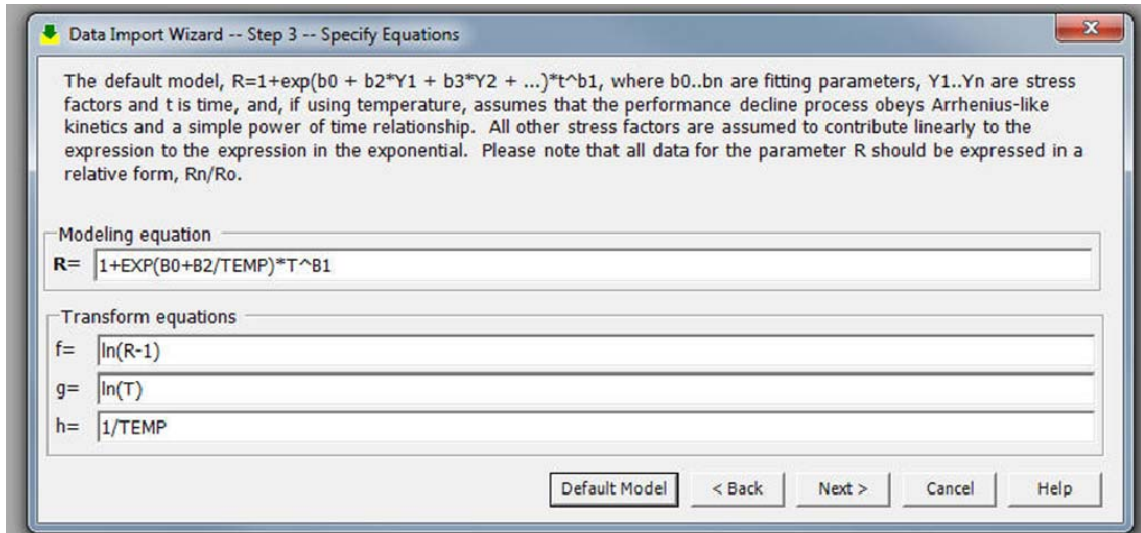 Data Import Wizard -- Step 3 -- Specify Equations
The default model, R=1+exp(b0 + b2*Y1 + b3*Y2 + ...)*t^b1, where b0..bn are fitting parameters, Y1..Yn are stress
factors and t is time, and, if using temperature, assumes that the performance decline process obeys Arrhenius-like
kinetics and a simple power of time relationship. All other stress factors are assumed to contribute linearly to the
expression to the expression in the exponential. Please note that all data for the parameter R should be expressed in a
relative form, Rn/Ro.
Modeling equation
R= 1+EXP(B0+B2/TEMP)*T^B1
Transform equations
f= ln(R-1)
g= ln(T)
h= 1/TEMP
Default Model < Back Next > Cancel Help